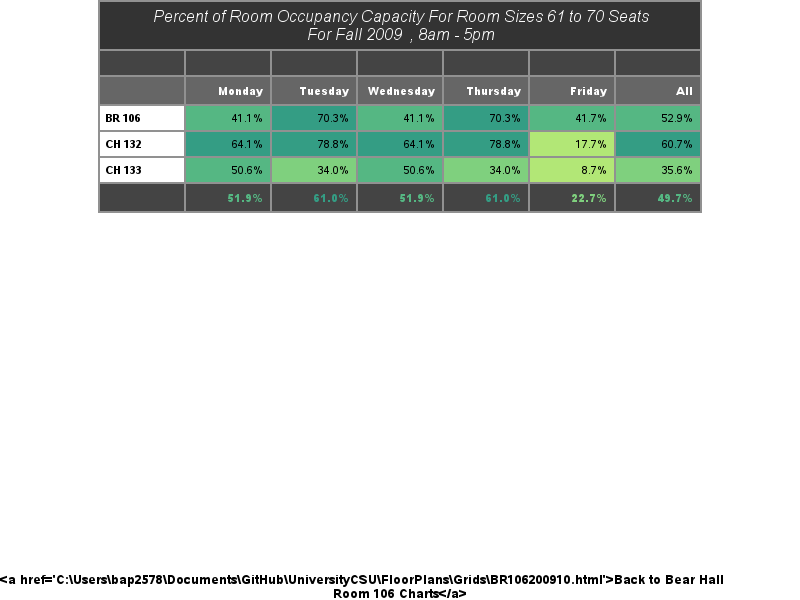 Percent of Room Occupancy Capacity For Room Sizes 61 to 70 Seats
For Fall 2009 , 8am - 5pm
Monday Tuesday Wednesday Thursday Friday All
BR 106 41.1% 70.3% 41.1% 70.3% 41.7% 52.9%
CH 132 64.1% 78.8% 64.1% 78.8% 17.7% 60.7%
CH 133 50.6% 34.0% 50.6% 34.0% 8.7% 35.6%
51.9% 61.0% 51.9% 61.0% 22.7% 49.7%
<a href='C:\Users\bap2578\Documents\GitHub\UniversityCSU\FloorPlans\Grids\BR106200910.html'>Back to Bear Hall
Room 106 Charts</a>